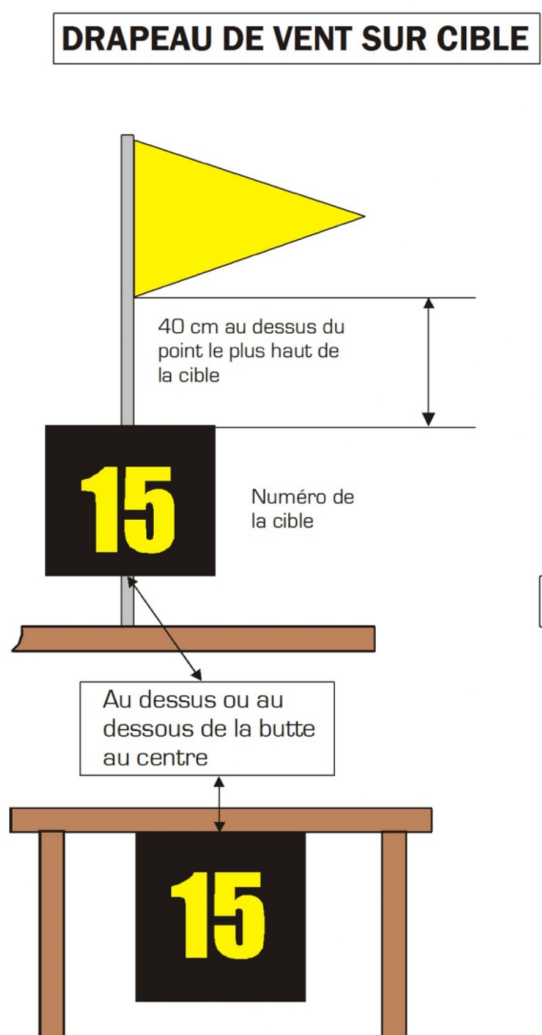 DRAPEAU DE VENT SUR CIBLE
40 cm au dessus du
point le plus haut de
la cible
15
Numéro de
la cible
Au dessus ou au
dessous de la butte
au centre
15